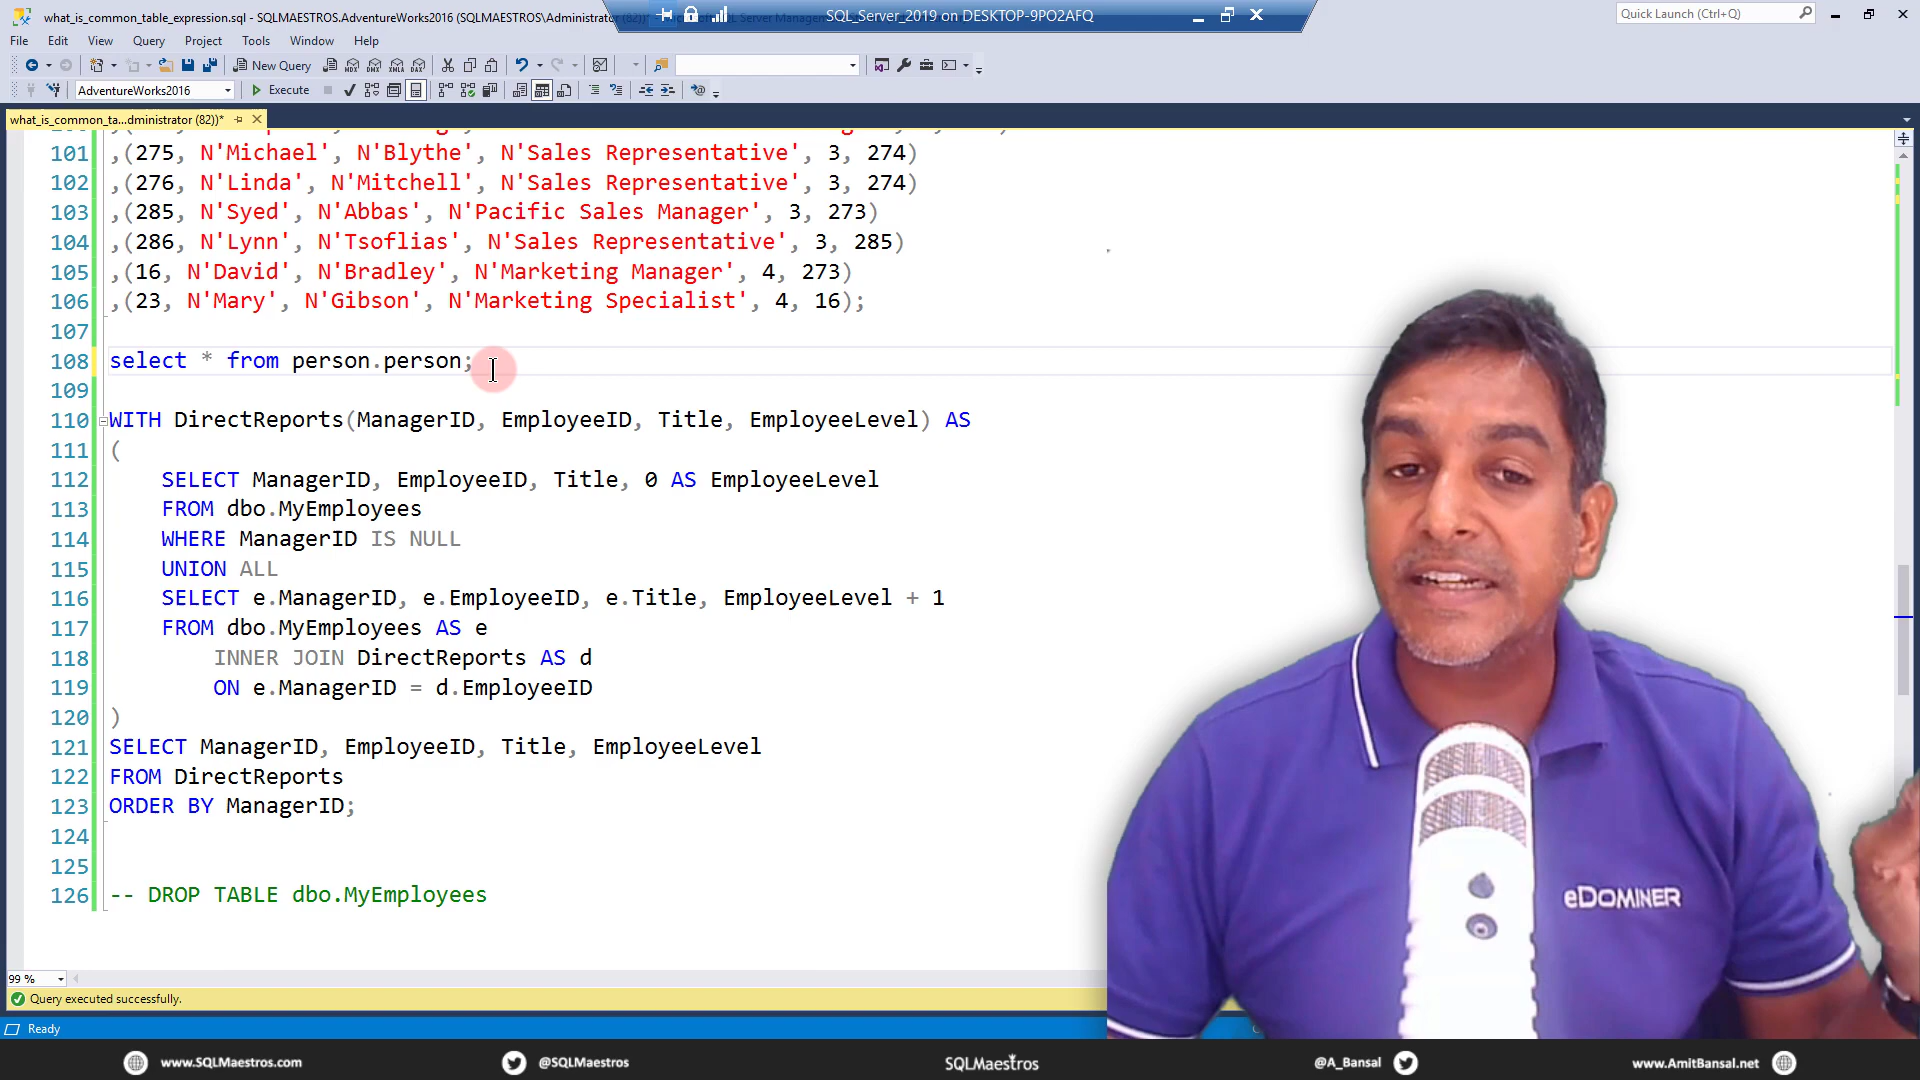 what_is_common_table_expression.sql - SQLMAESTROS.AdventureWorks2016 (SQLMAESTROS\Administrator
SQL_Server_2019 on DESKTOP-9PO2AFQ
Quick Launch (Ctrl+Q)
File Edit View Query Project Tools Window Help
New Query
AdventureWorks2016
Execute
what_is_common_ta...dministrator (82))*
101 ,(275, N'Michael', N'Blythe', N'Sales Representative', 3, 274)
102 ,(276, N'Linda', N'Mitchell', N'Sales Representative', 3, 274)
103 ,(285, N'Syed', N'Abbas', N'Pacific Sales Manager', 3, 273)
104 ,(286, N'Lynn', N'Tsoflias', N'Sales Representative', 3, 285)
105 ,(16, N'David', N'Bradley', N'Marketing Manager', 4, 273)
106 ,(23, N'Mary', N'Gibson', N'Marketing Specialist', 4, 16);
107
108 select * from person.person;
109
110 WITH DirectReports(ManagerID, EmployeeID, Title, EmployeeLevel) AS
111 (
112 SELECT ManagerID, EmployeeID, Title, 0 AS EmployeeLevel
113 FROM dbo.MyEmployees
114 WHERE ManagerID IS NULL
115 UNION ALL
116 SELECT e.ManagerID, e.EmployeeID, e.Title, EmployeeLevel + 1
117 FROM dbo.MyEmployees AS e
118 INNER JOIN DirectReports AS d
119 ON e.ManagerID = d.EmployeeID
120 )
121 SELECT ManagerID, EmployeeID, Title, EmployeeLevel
122 FROM DirectReports
123 ORDER BY ManagerID;
124
125
126 -- DROP TABLE dbo.MyEmployees
99 %
Query executed successfully.
Ready
eDOMINER
www.SQLMaestros.com @SQLMaestros SQLMaestros @A_Bansal www.AmitBansal.net